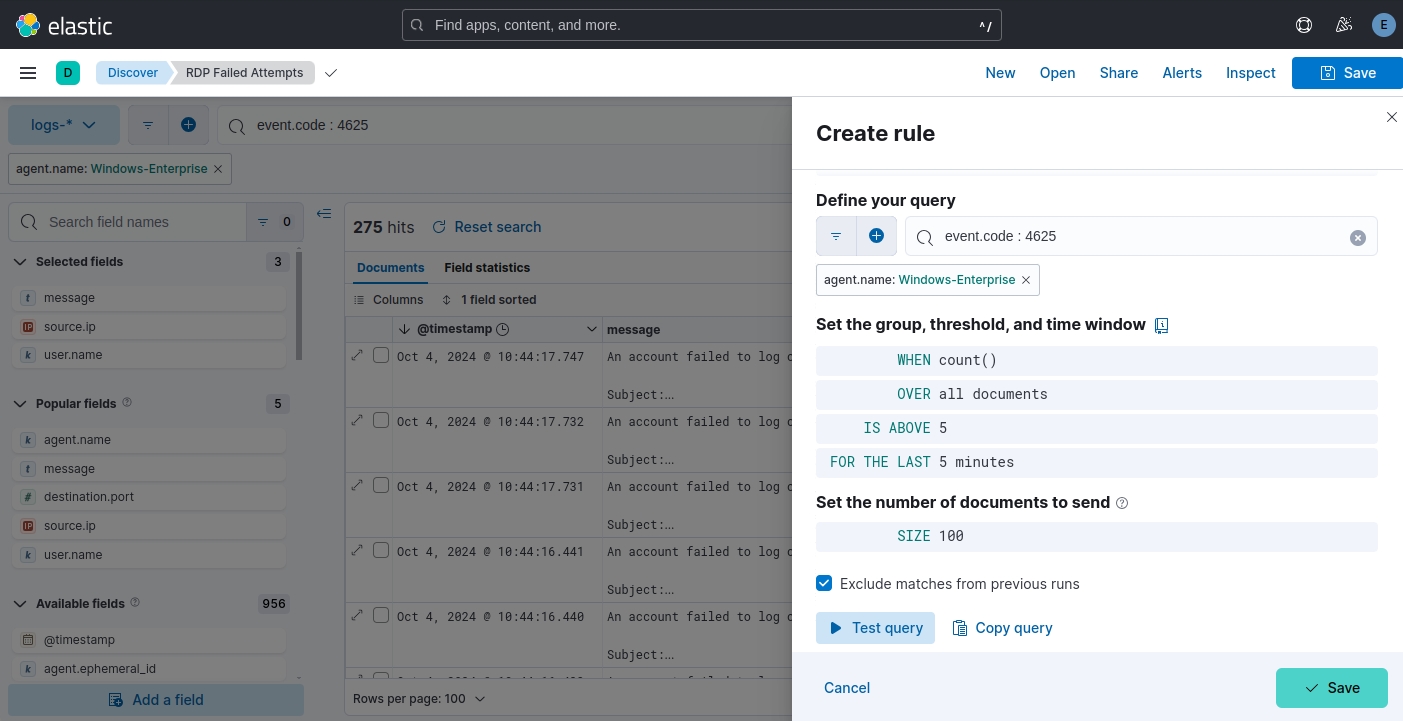 elastic
Find apps, content, and more.
^/
E
D
Discover
RDP Failed Attempts
New
Open
Share
Alerts
Inspect
Save
logs-*
event.code : 4625
agent.name: Windows-Enterprise
Search field names
0
Selected fields
3
t message
IP source.ip
k user.name
Popular fields
5
k agent.name
t message
# destination.port
IP source.ip
k user.name
Available fields
956
@timestamp
k agent.ephemeral_id
Add a field
275 hits
Reset search
Documents
Field statistics
Columns
1 field sorted
@timestamp
message
Oct 4, 2024 @ 10:44:17.747
An account failed to log o
Subject:...
Oct 4, 2024 @ 10:44:17.732
An account failed to log o
Subject:...
Oct 4, 2024 @ 10:44:17.731
An account failed to log o
Subject:...
Oct 4, 2024 @ 10:44:16.441
An account failed to log o
Subject:...
Oct 4, 2024 @ 10:44:16.440
An account failed to log o
Subject:...
Rows per page: 100
Create rule
Define your query
event.code : 4625
agent.name: Windows-Enterprise
Set the group, threshold, and time window
WHEN count()
OVER all documents
IS ABOVE 5
FOR THE LAST 5 minutes
Set the number of documents to send
SIZE 100
Exclude matches from previous runs
Test query
Copy query
Cancel
Save